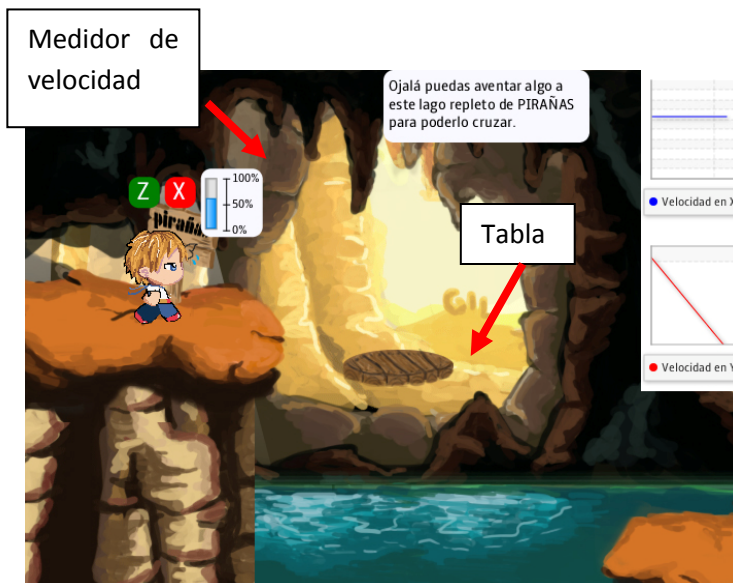 Medidor de
velocidad
Ojalá puedas aventar algo a
este lago repleto de PIRAÑAS
para poderlo cruzar.
Z X
100%
50%
0%
Tabla
Velocidad en X
Velocidad en Y